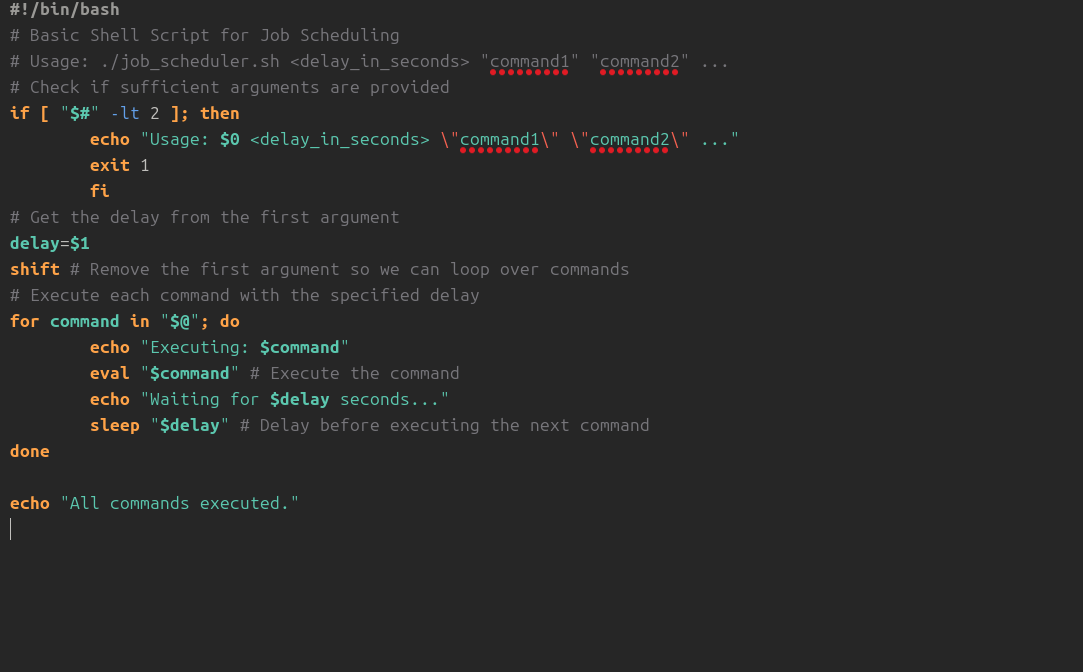 #!/bin/bash
# Basic Shell Script for Job Scheduling
# Usage: ./job_scheduler.sh <delay_in_seconds> "command1" "command2" ...
# Check if sufficient arguments are provided
if [ "$#" -lt 2 ]; then
        echo "Usage: $0 <delay_in_seconds> \"command1\" \"command2\" ..."
        exit 1
        fi
# Get the delay from the first argument
delay=$1
shift # Remove the first argument so we can loop over commands
# Execute each command with the specified delay
for command in "$@"; do
        echo "Executing: $command"
        eval "$command" # Execute the command
        echo "Waiting for $delay seconds..."
        sleep "$delay" # Delay before executing the next command
done

echo "All commands executed."